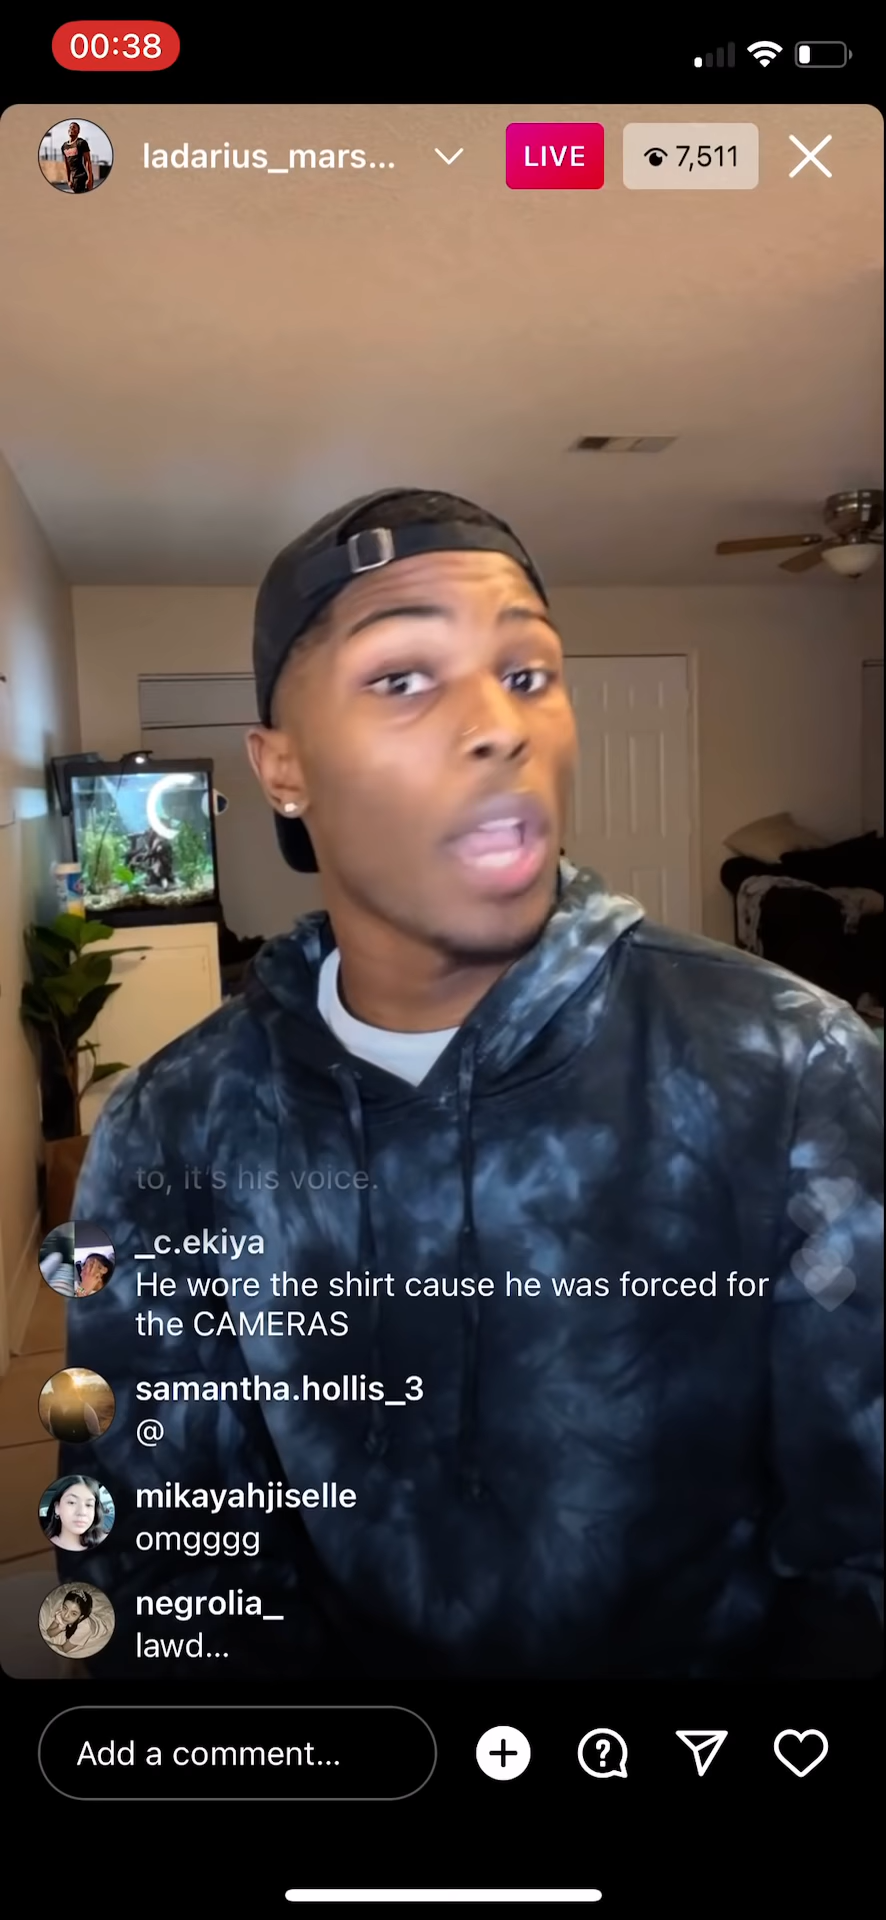 00:38
ladarius_mars...
LIVE
7,511
to, it's his voice.
_c.ekiya
He wore the shirt cause he was forced for
the CAMERAS
samantha.hollis_3
@
mikayahjiselle
omgggg
negrolia_
lawd...
Add a comment...